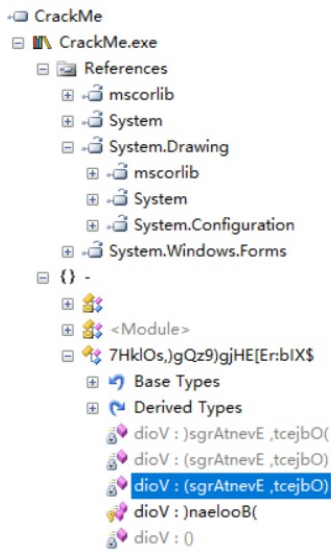 CrackMe
CrackMe.exe
References
mscorlib
System
System.Drawing
mscorlib
System
System.Configuration
System.Windows.Forms
{} -
<Module>
7HklOs,)gQz9)gjHE[Er:bIX$
Base Types
Derived Types
dioV : )sgrAtnevE ,tcejbO(
dioV : (sgrAtnevE ,tcejbO)
dioV : (sgrAtnevE ,tcejbO)
dioV : )naelooB(
dioV : ()